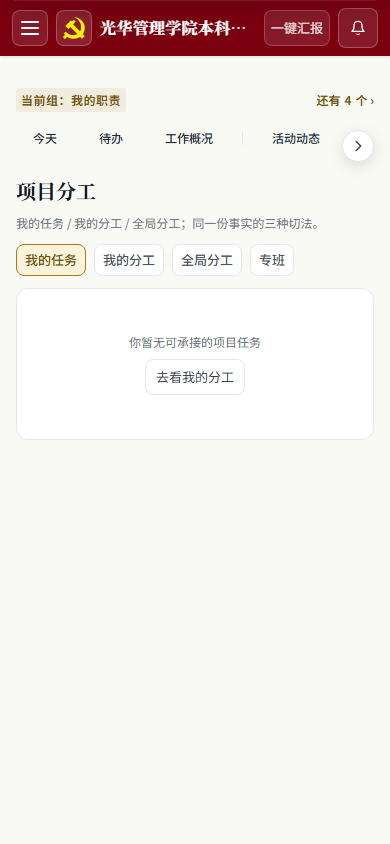 光华管理学院本科…
一键汇报
当前组：我的职责
还有 4 个 ›
今天
待办
工作概况
活动动态
项目分工
我的任务 / 我的分工 / 全局分工；同一份事实的三种切法。
我的任务
我的分工
全局分工
专班
你暂无可承接的项目任务
去看我的分工